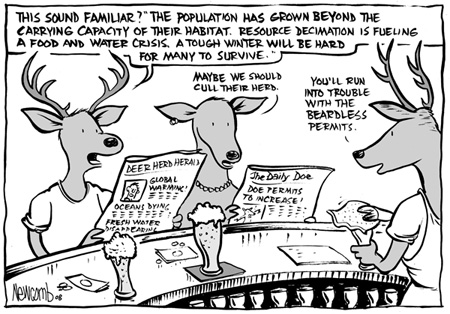 THIS SOUND FAMILIAR? "THE POPULATION HAS GROWN BEYOND THE
CARRYING CAPACITY OF THEIR HABITAT. RESOURCE DECIMATION IS FUELING
A FOOD AND WATER CRISIS. A TOUGH WINTER WILL BE HARD
FOR MANY TO SURVIVE."
MAYBE WE SHOULD
CULL THEIR HERD.
YOU'LL RUN
INTO TROUBLE
WITH THE
BEARDLESS
PERMITS.
DEER HERD HERALD
GLOBAL
WARMING!
OCEANS DYING
FRESH WATER
DISAPPEARING
The Daily Doe
DOE PERMITS
TO INCREASE!
Newcomb 08